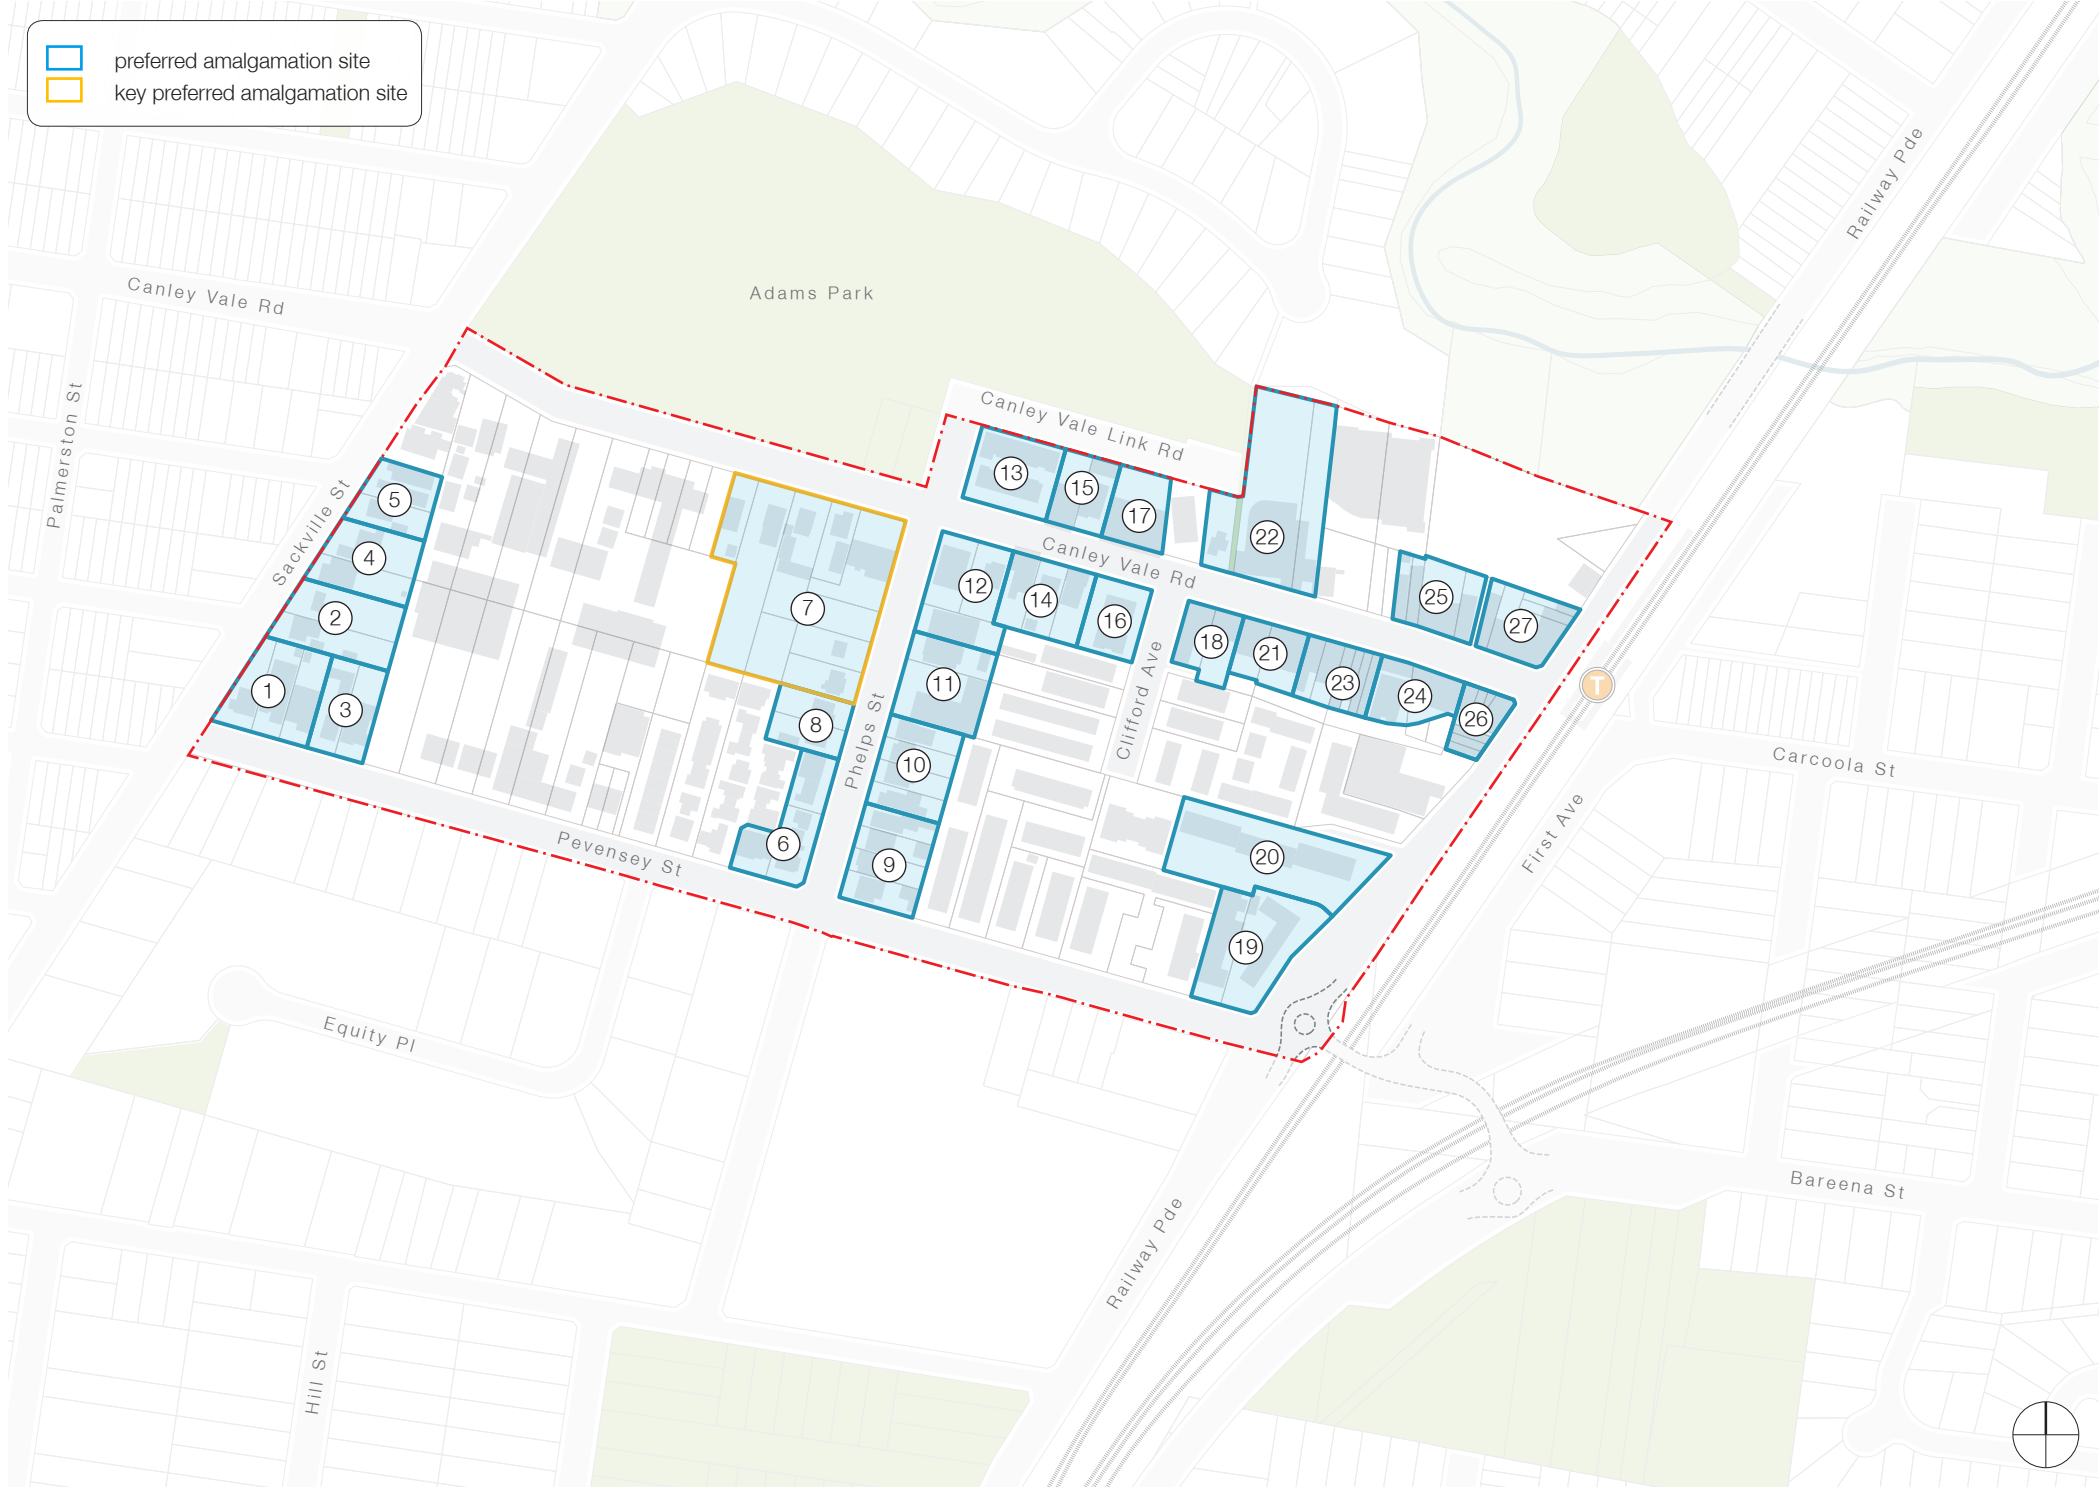 preferred amalgamation site
key preferred amalgamation site
Railway Pde
Canley Vale Rd
Adams Park
Palmerston St
Sackville St
Canley Vale Link Rd
Canley Vale Rd
13
15
17
5
4
2
1
3
22
7
12
14
16
25
27
18
21
23
24
26
T
11
8
Phelps St
Clifford Ave
10
6
9
20
19
Pevensey St
Carcoola St
First Ave
Equity Pl
Bareena St
Railway Pde
Hill St